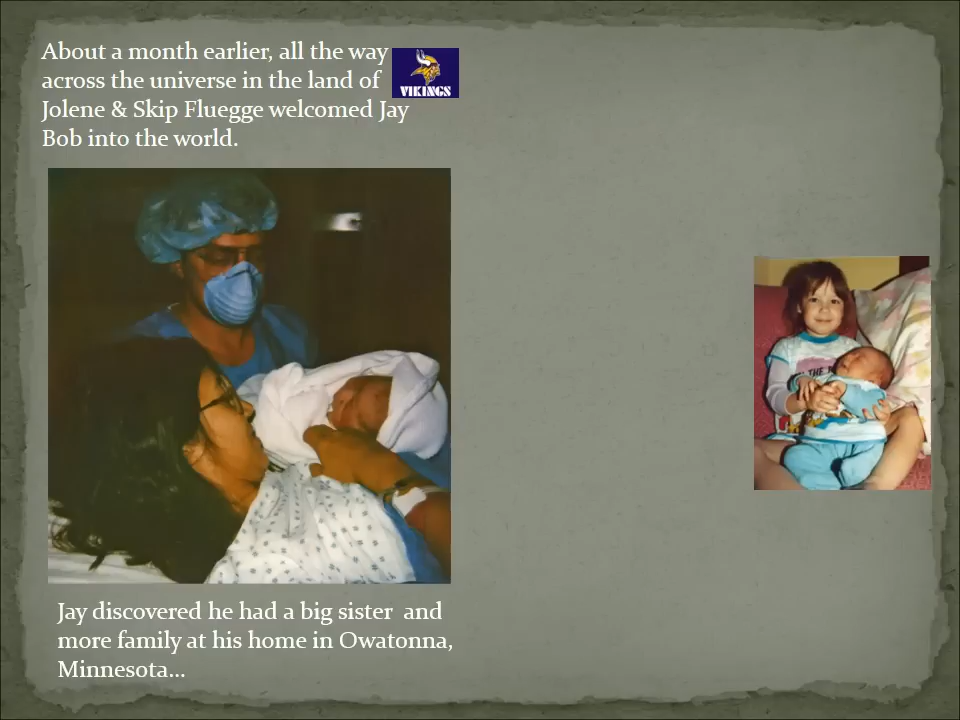 About a month earlier, all the way
across the universe in the land of
VIKINGS
Jolene & Skip Fluegge welcomed Jay
Bob into the world.
Jay discovered he had a big sister and
more family at his home in Owatonna,
Minnesota...